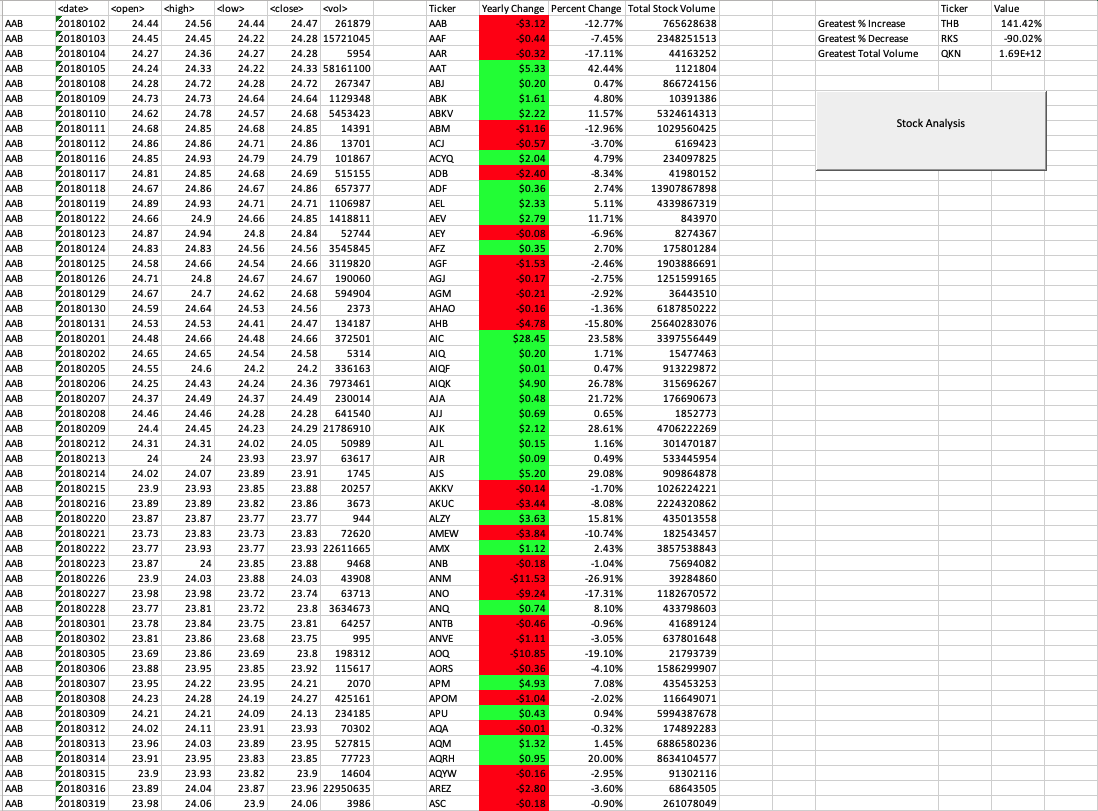 <date> <open> <high> <low> <close> <vol> Ticker Yearly Change Percent Change Total Stock Volume Ticker Value
AAB 20180102 24.44 24.56 24.44 24.47 261879 AAB -$3.12 -12.77% 765628638 Greatest % Increase THB 141.42%
AAB 20180103 24.45 24.45 24.22 24.28 15721045 AAF -$0.44 -7.45% 2348251513 Greatest % Decrease RKS -90.02%
AAB 20180104 24.27 24.36 24.27 24.28 5954 AAR -$0.32 -17.11% 44163252 Greatest Total Volume QKN 1.69E+12
AAB 20180105 24.24 24.33 24.22 24.33 58161100 AAT $5.33 42.44% 1121804
AAB 20180108 24.28 24.72 24.28 24.72 267347 ABJ $0.20 0.47% 866724156
AAB 20180109 24.73 24.73 24.64 24.64 1129348 ABK $1.61 4.80% 10391386
AAB 20180110 24.62 24.78 24.57 24.68 5453423 ABKV $2.22 11.57% 5324614313
AAB 20180111 24.68 24.85 24.68 24.85 14391 ABM -$1.16 -12.96% 1029560425 Stock Analysis
AAB 20180112 24.86 24.86 24.71 24.86 13701 ACJ -$0.57 -3.70% 6169423
AAB 20180116 24.85 24.93 24.79 24.79 101867 ACYQ $2.04 4.79% 234097825
AAB 20180117 24.81 24.85 24.68 24.69 515155 ADB -$2.40 -8.34% 41980152
AAB 20180118 24.67 24.86 24.67 24.86 657377 ADF $0.36 2.74% 13907867898
AAB 20180119 24.89 24.93 24.71 24.71 1106987 AEL $2.33 5.11% 4339867319
AAB 20180122 24.66 24.9 24.66 24.85 1418811 AEV $2.79 11.71% 843970
AAB 20180123 24.87 24.94 24.8 24.84 52744 AEY -$0.08 -6.96% 8274367
AAB 20180124 24.83 24.83 24.56 24.56 3545845 AFZ $0.35 2.70% 175801284
AAB 20180125 24.58 24.66 24.54 24.66 3119820 AGF -$1.53 -2.46% 1903886691
AAB 20180126 24.71 24.8 24.67 24.67 190060 AGJ -$0.17 -2.75% 1251599165
AAB 20180129 24.67 24.7 24.62 24.68 594904 AGM -$0.21 -2.92% 36443510
AAB 20180130 24.59 24.64 24.53 24.56 2373 AHAO -$0.16 -1.36% 6187850222
AAB 20180131 24.53 24.53 24.41 24.47 134187 AHB -$4.78 -15.80% 25640283076
AAB 20180201 24.48 24.66 24.48 24.66 372501 AIC $28.45 23.58% 3397556449
AAB 20180202 24.65 24.65 24.54 24.58 5314 AIQ $0.20 1.71% 15477463
AAB 20180205 24.55 24.6 24.2 24.2 336163 AIQF $0.01 0.47% 913229872
AAB 20180206 24.25 24.43 24.24 24.36 7973461 AIQK $4.90 26.78% 315696267
AAB 20180207 24.37 24.49 24.37 24.49 230014 AJA $0.48 21.72% 176690673
AAB 20180208 24.46 24.46 24.28 24.28 641540 AJJ $0.69 0.65% 1852773
AAB 20180209 24.4 24.45 24.23 24.29 21786910 AJK $2.12 28.61% 4706222269
AAB 20180212 24.31 24.31 24.02 24.05 50989 AJL $0.15 1.16% 301470187
AAB 20180213 24 24 23.93 23.97 63617 AJR $0.09 0.49% 533445954
AAB 20180214 24.02 24.07 23.89 23.91 1745 AJS $5.20 29.08% 909864878
AAB 20180215 23.9 23.93 23.85 23.88 20257 AKKV -$0.14 -1.70% 1026224221
AAB 20180216 23.89 23.89 23.82 23.86 3673 AKUC -$3.44 -8.08% 2224320862
AAB 20180220 23.87 23.87 23.77 23.77 944 ALZY $3.63 15.81% 435013558
AAB 20180221 23.73 23.83 23.73 23.83 72620 AMEW -$3.84 -10.74% 182543457
AAB 20180222 23.77 23.93 23.77 23.93 22611665 AMX $1.12 2.43% 3857538843
AAB 20180223 23.87 24 23.85 23.88 9468 ANB -$0.18 -1.04% 75694082
AAB 20180226 23.9 24.03 23.88 24.03 43908 ANM -$11.53 -26.91% 39284860
AAB 20180227 23.98 23.98 23.72 23.74 63713 ANO -$9.24 -17.31% 1182670572
AAB 20180228 23.77 23.81 23.72 23.8 3634673 ANQ $0.74 8.10% 433798603
AAB 20180301 23.78 23.84 23.75 23.81 64257 ANTB -$0.46 -0.96% 41689124
AAB 20180302 23.81 23.86 23.68 23.75 995 ANVE -$1.11 -3.05% 637801648
AAB 20180305 23.69 23.86 23.69 23.8 198312 AOQ -$10.85 -19.10% 21793739
AAB 20180306 23.88 23.95 23.85 23.92 115617 AORS -$0.36 -4.10% 1586299907
AAB 20180307 23.95 24.22 23.95 24.21 2070 APM $4.93 7.08% 435453253
AAB 20180308 24.23 24.28 24.19 24.27 425161 APOM -$1.04 -2.02% 116649071
AAB 20180309 24.21 24.21 24.09 24.13 234185 APU $0.43 0.94% 5994387678
AAB 20180312 24.02 24.11 23.91 23.93 70302 AQA -$0.01 -0.32% 174892283
AAB 20180313 23.96 24.03 23.89 23.95 527815 AQM $1.32 1.45% 6886580236
AAB 20180314 23.91 23.95 23.83 23.85 77723 AQRH $0.95 20.00% 8634104577
AAB 20180315 23.9 23.93 23.82 23.9 14604 AQYW -$0.16 -2.95% 91302116
AAB 20180316 23.89 24.04 23.87 23.96 22950635 AREZ -$2.80 -3.60% 68643505
AAB 20180319 23.98 24.06 23.9 24.06 3986 ASC -$0.18 -0.90% 261078049